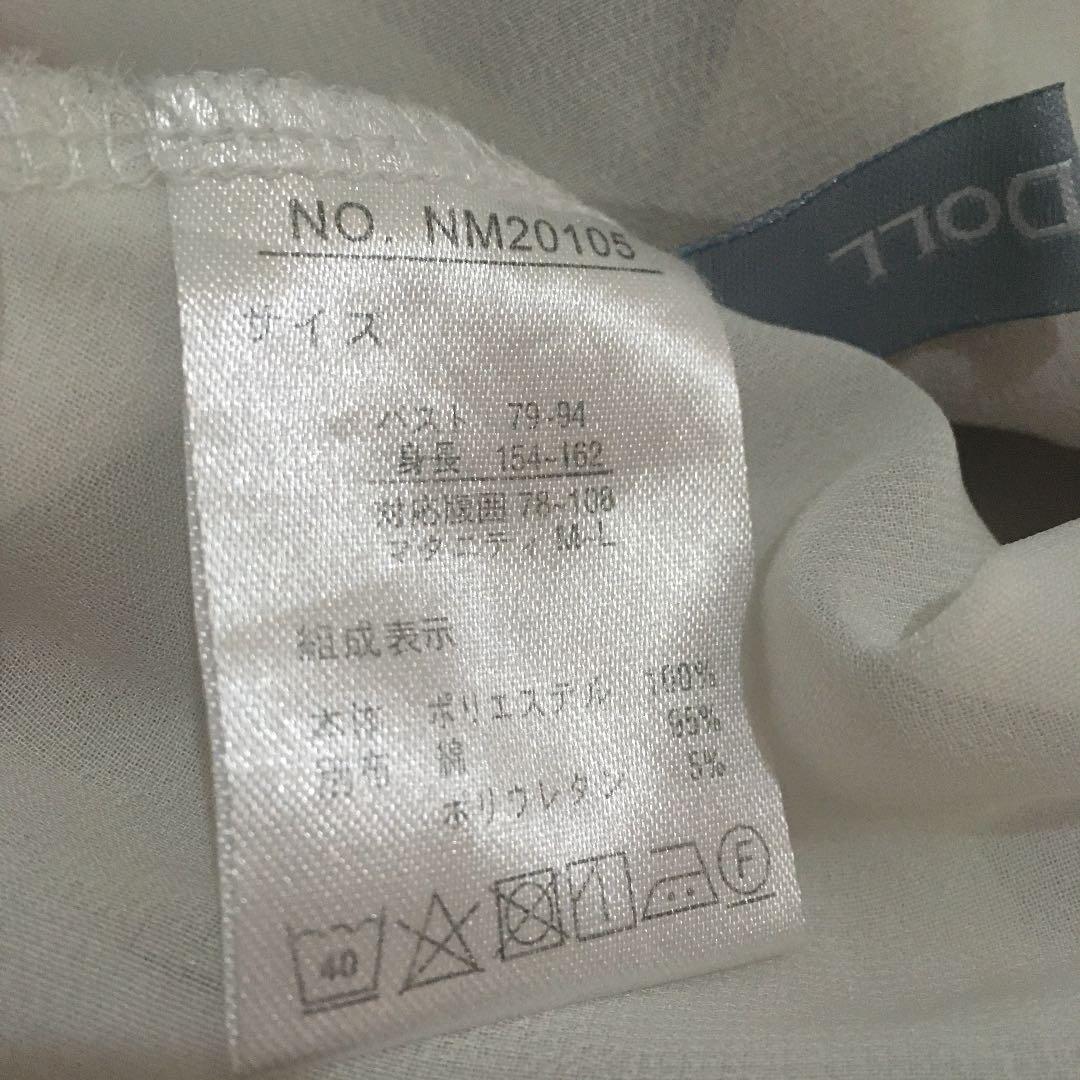 NO. NM20105
サイズ
バスト 79-94
身長 154~162
対応腹囲 78-108
マタニティ M-L
組成表示
本体 ポリエステル 100%
別布 綿 95%
ポリウレタン 5%
40
F
DOLL